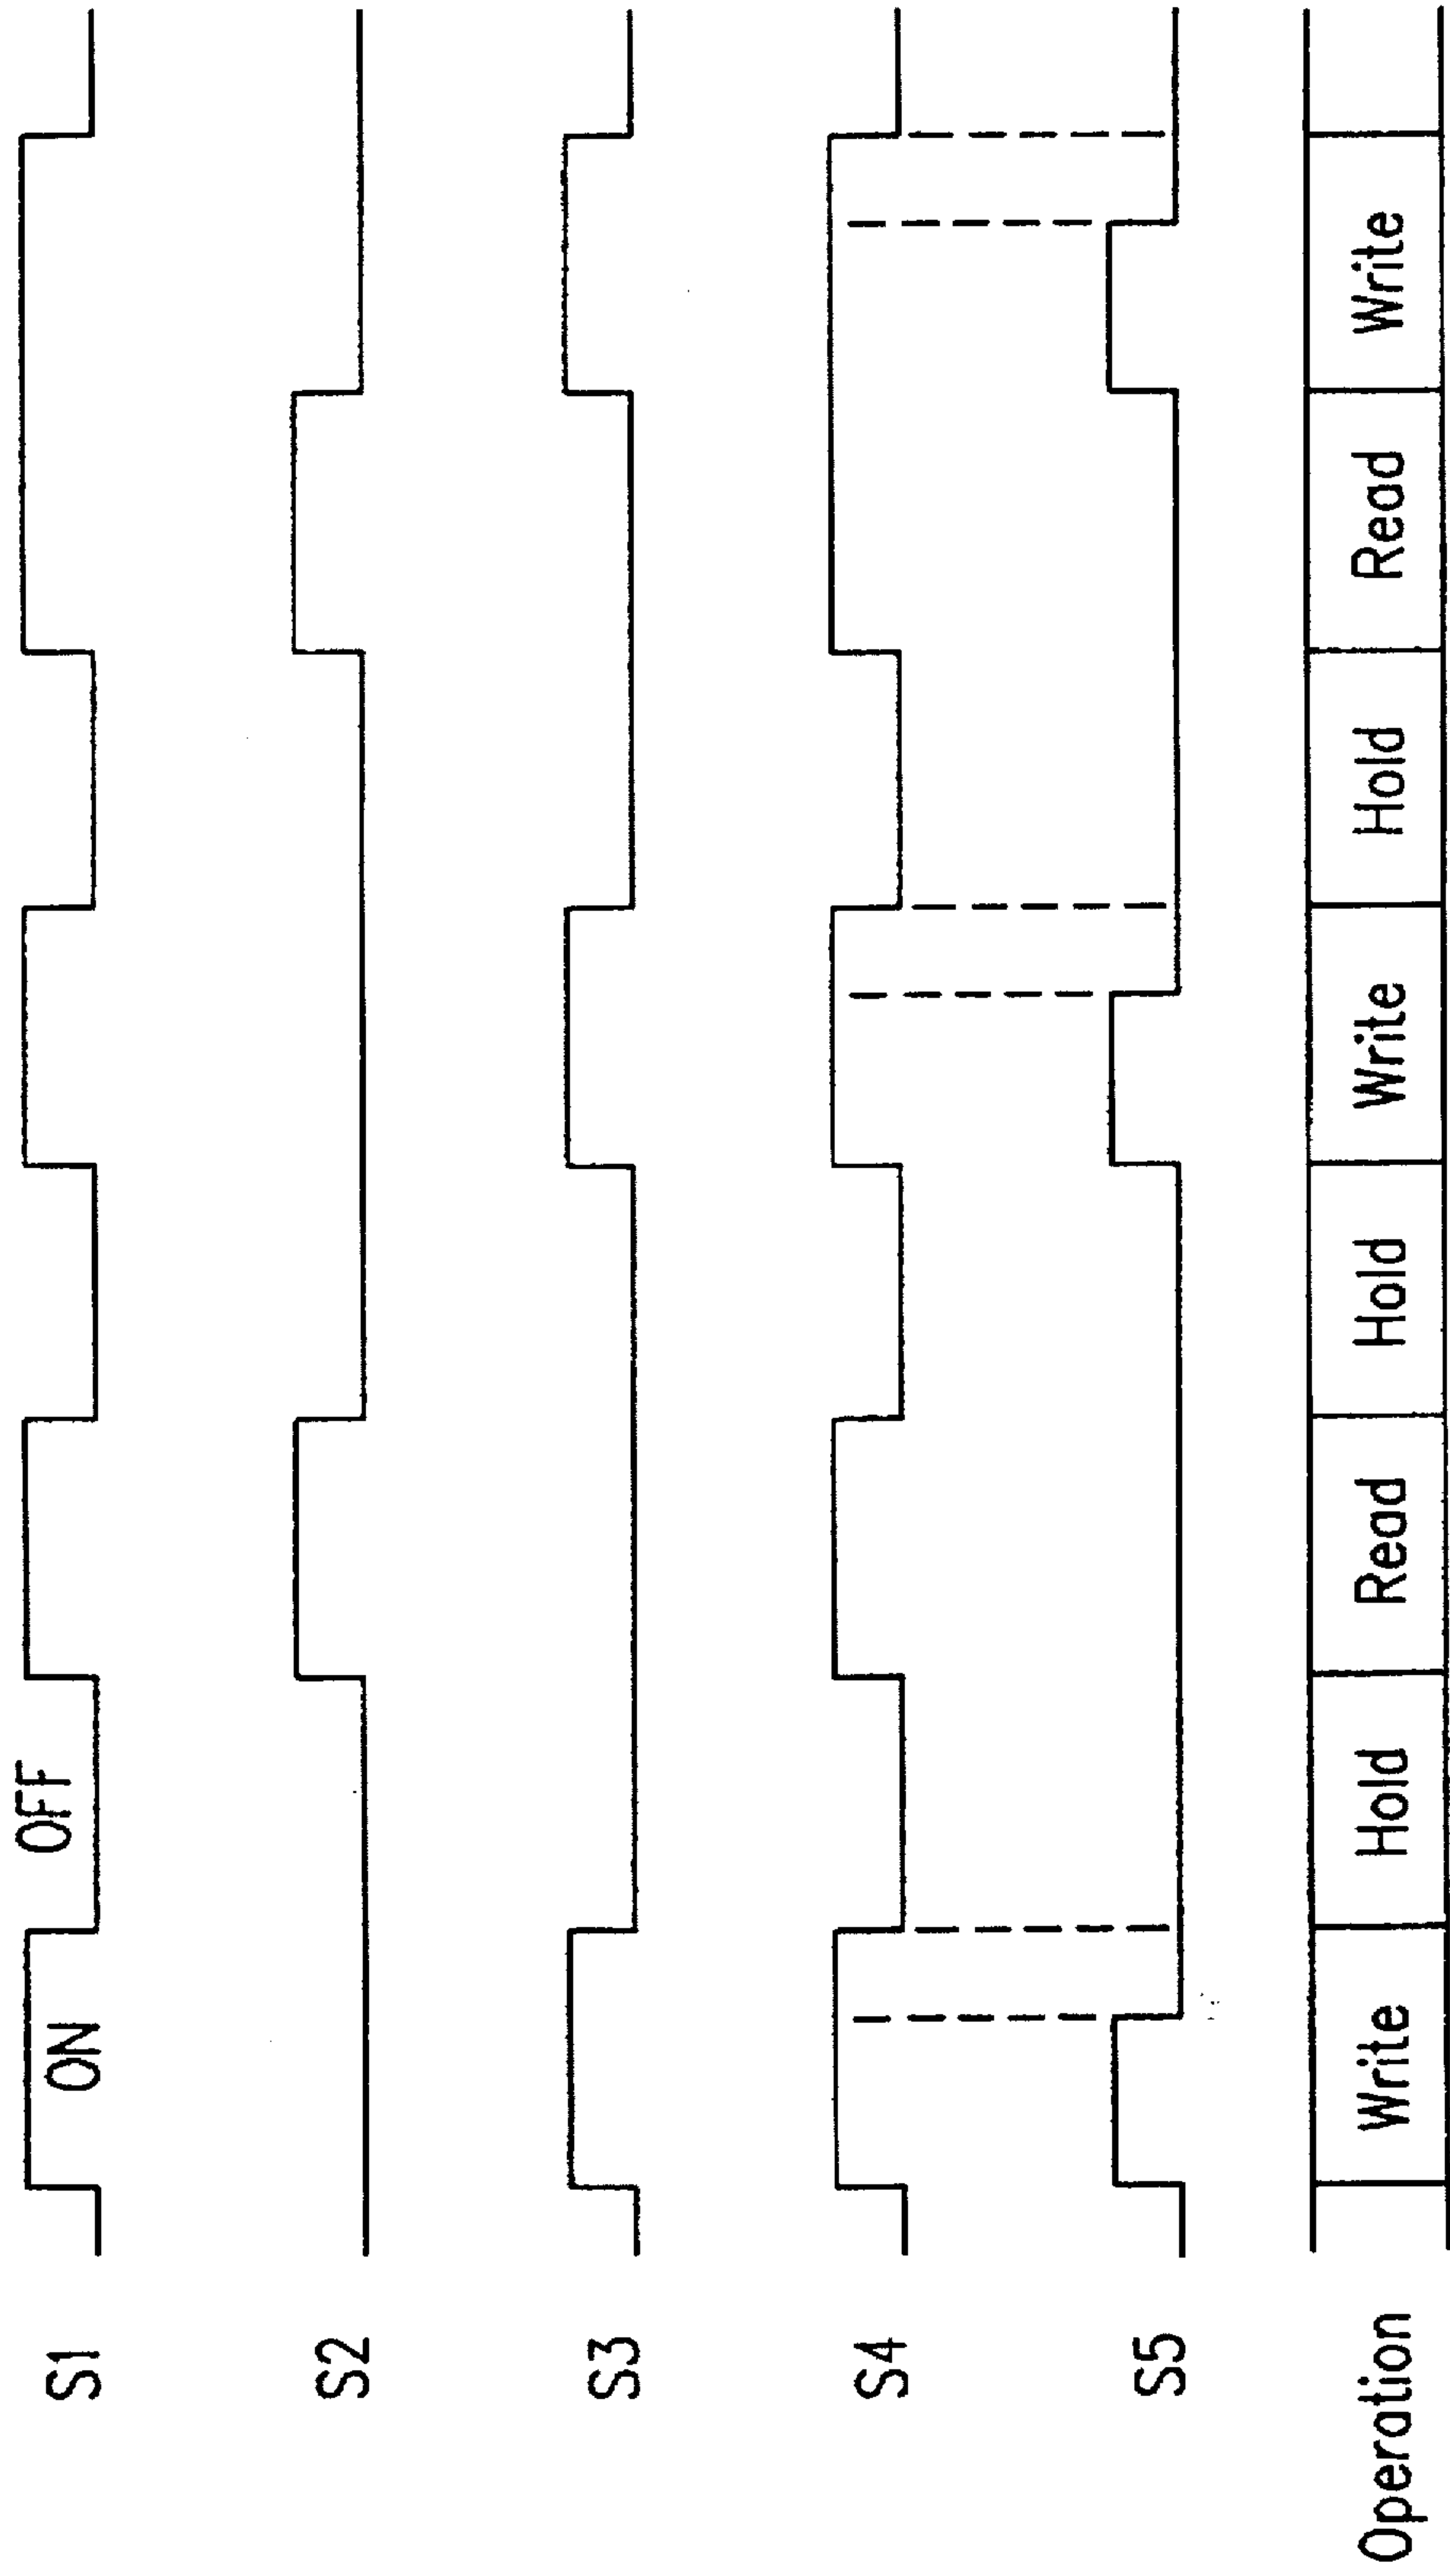 S1 ON OFF
S2
S3
S4
S5
Operation Write Hold Read Hold Write Hold Read Write